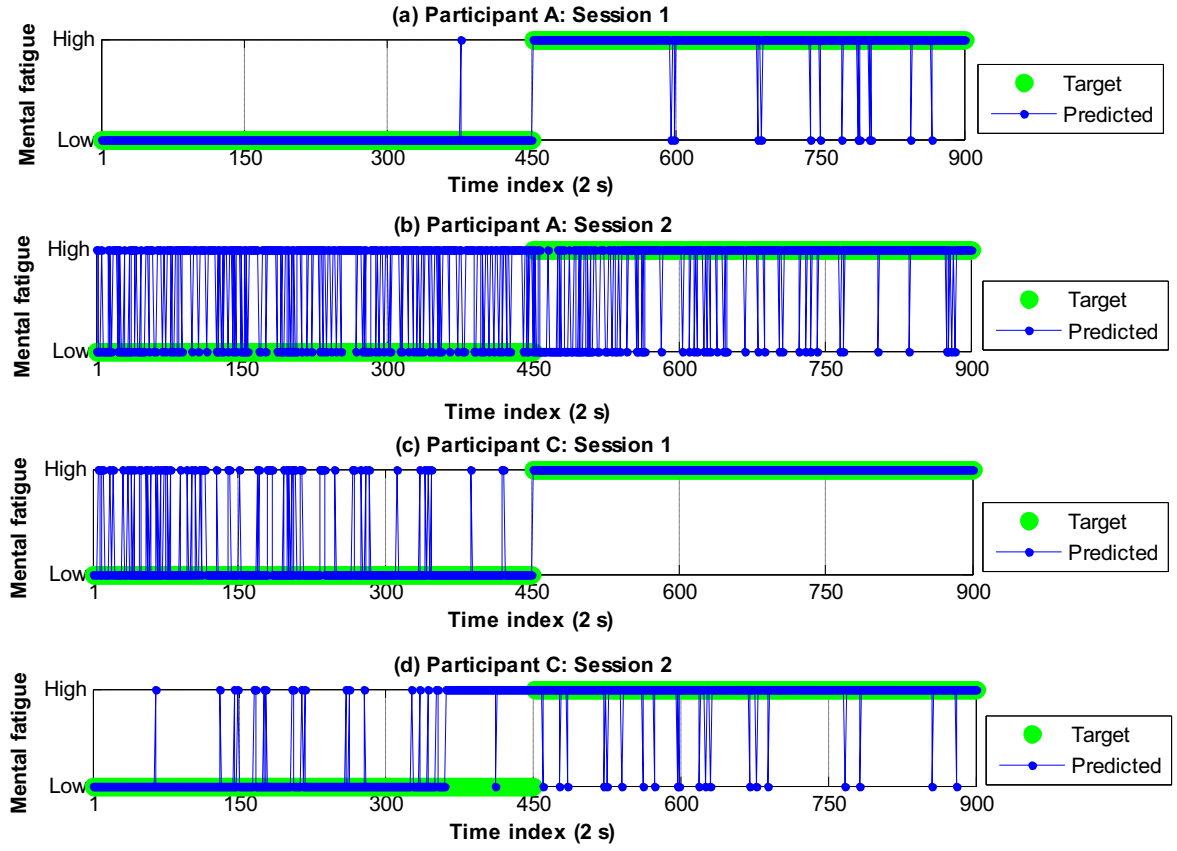 (a) Participant A: Session 1
Mental fatigue
High
Low
1 150 300 450 600 750 900
Time index (2 s)
Target
Predicted
(b) Participant A: Session 2
Mental fatigue
High
Low
1 150 300 450 600 750 900
Time index (2 s)
Target
Predicted
(c) Participant C: Session 1
Mental fatigue
High
Low
1 150 300 450 600 750 900
Time index (2 s)
Target
Predicted
(d) Participant C: Session 2
Mental fatigue
High
Low
1 150 300 450 600 750 900
Time index (2 s)
Target
Predicted